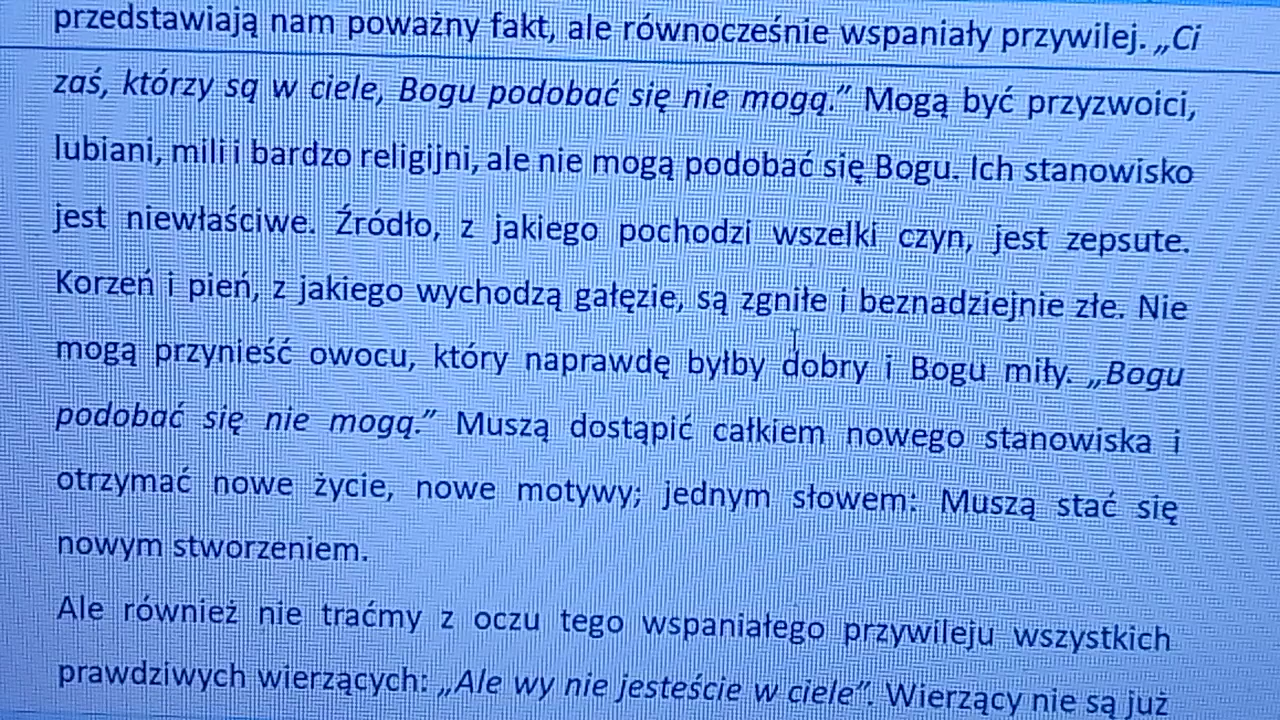 przedstawiają nam poważny fakt, ale równocześnie wspaniały przywilej. „Ci
zaś, którzy są w ciele, Bogu podobać się nie mogą.” Mogą być przyzwoici,
lubiani, mili i bardzo religijni, ale nie mogą podobać się Bogu. Ich stanowisko
jest niewłaściwe. Źródło, z jakiego pochodzi wszelki czyn, jest zepsute.
Korzeń i pień, z jakiego wychodzą gałęzie, są zgniłe i beznadziejnie złe. Nie
mogą przynieść owocu, który naprawdę byłby dobry i Bogu miły. „Bogu
podobać się nie mogą.” Muszą dostąpić całkiem nowego stanowiska i
otrzymać nowe życie, nowe motywy; jednym słowem: Muszą stać się
nowym stworzeniem.
Ale również nie traćmy z oczu tego wspaniałego przywileju wszystkich
prawdziwych wierzących: „Ale wy nie jesteście w ciele”. Wierzący nie są już